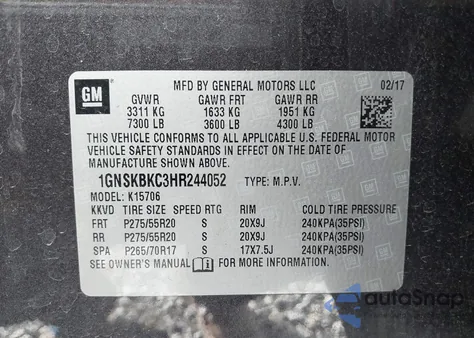 GM
MFD BY GENERAL MOTORS LLC 02/17
GVWR GAWR FRT GAWR RR
3311 KG 1633 KG 1951 KG
7300 LB 3600 LB 4300 LB
THIS VEHICLE CONFORMS TO ALL APPLICABLE U.S. FEDERAL MOTOR
VEHICLE SAFETY STANDARDS IN EFFECT ON THE DATE OF
MANUFACTURE SHOWN ABOVE.
1GNSKBKC3HR244052 TYPE: M.P.V.
MODEL: K15706
KKVD TIRE SIZE SPEED RTG RIM COLD TIRE PRESSURE
FRT P275/55R20 S 20X9J 240KPA(35PSI)
RR P275/55R20 S 20X9J 240KPA(35PSI)
SPA P265/70R17 S 17X7.5J 240KPA(35PSI)
SEE OWNER'S MANUAL FOR MORE INFORMATION.
autoSnap